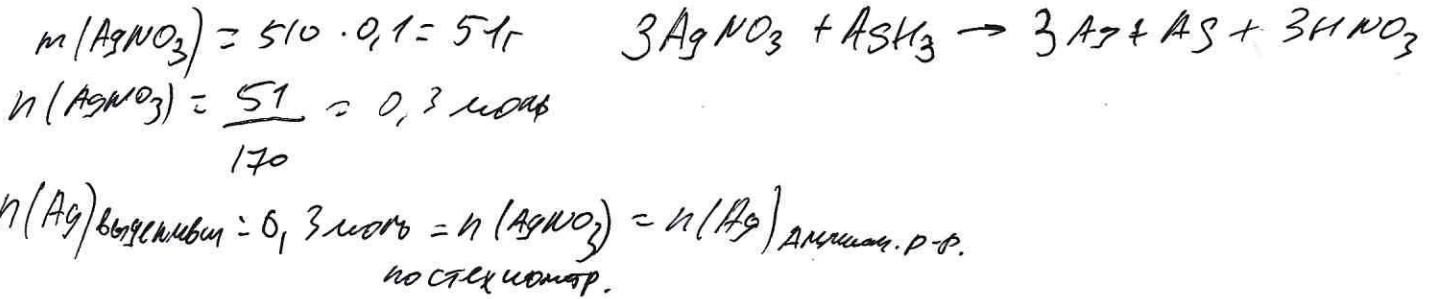 m(AgNO₃) = 510 · 0,1 = 51г 3AgNO₃ + AsH₃ → 3Ag + As + 3HNO₃
n(AgNO₃) = 51/170 = 0,3 моль
n(Ag)выделивш = 0,3 моль = n(AgNO₃) = n(Ag) р-р.
по стехиометр.